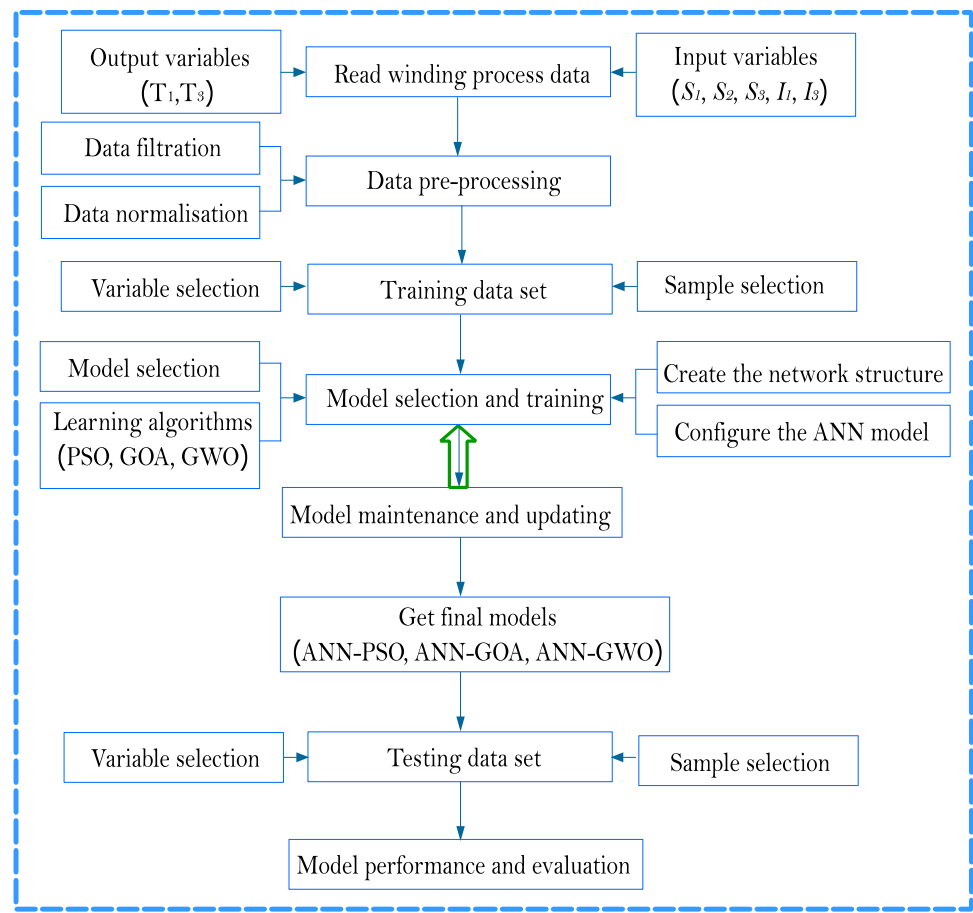 Output variables
(T1,T3)
Read winding process data
Input variables
(S1, S2, S3, I1, I3)
Data filtration
Data normalisation
Data pre-processing
Variable selection
Training data set
Sample selection
Model selection
Learning algorithms
(PSO, GOA, GWO)
Model selection and training
Create the network structure
Configure the ANN model
Model maintenance and updating
Get final models
(ANN-PSO, ANN-GOA, ANN-GWO)
Variable selection
Testing data set
Sample selection
Model performance and evaluation